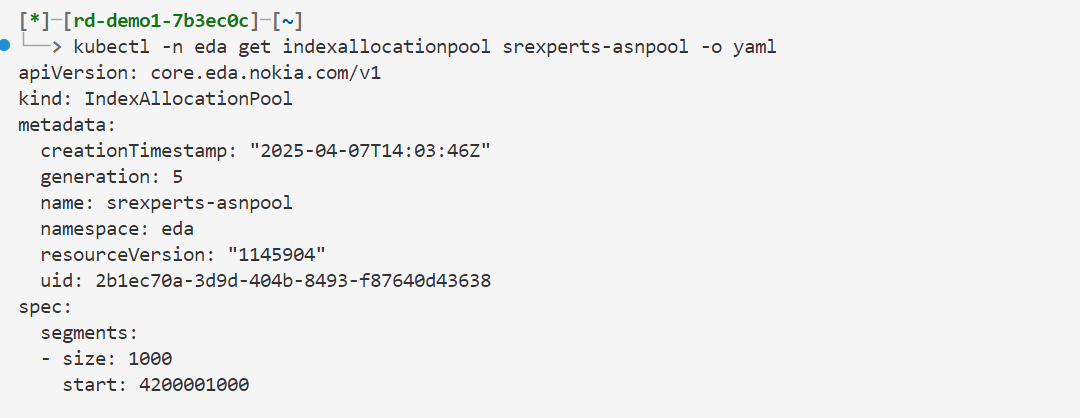 [*]─[rd-demo1-7b3ec0c]─[~]
└──> kubectl -n eda get indexallocationpool srexperts-asnpool -o yaml
apiVersion: core.eda.nokia.com/v1
kind: IndexAllocationPool
metadata:
  creationTimestamp: "2025-04-07T14:03:46Z"
  generation: 5
  name: srexperts-asnpool
  namespace: eda
  resourceVersion: "1145904"
  uid: 2b1ec70a-3d9d-404b-8493-f87640d43638
spec:
  segments:
  - size: 1000
    start: 4200001000